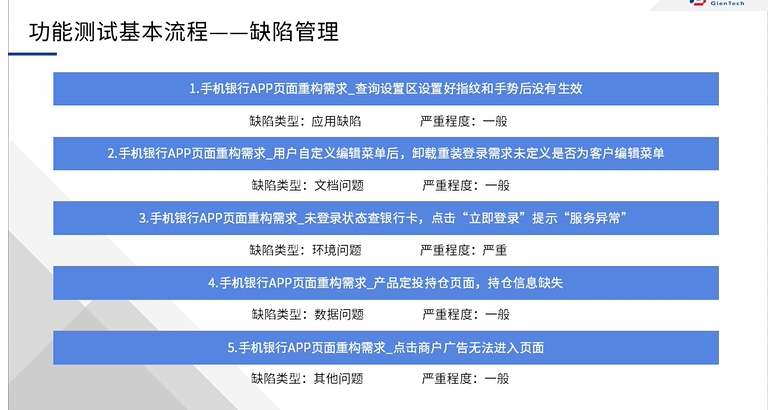 GienTech
功能测试基本流程——缺陷管理
1.手机银行APP页面重构需求_查询设置区设置好指纹和手势后没有生效
缺陷类型：应用缺陷 严重程度：一般
2.手机银行APP页面重构需求_用户自定义编辑菜单后，卸载重装登录需求未定义是否为客户编辑菜单
缺陷类型：文档问题 严重程度：一般
3.手机银行APP页面重构需求_未登录状态查银行卡，点击“立即登录”提示“服务异常”
缺陷类型：环境问题 严重程度：严重
4.手机银行APP页面重构需求_产品定投持仓页面，持仓信息缺失
缺陷类型：数据问题 严重程度：一般
5.手机银行APP页面重构需求_点击商户广告无法进入页面
缺陷类型：其他问题 严重程度：一般